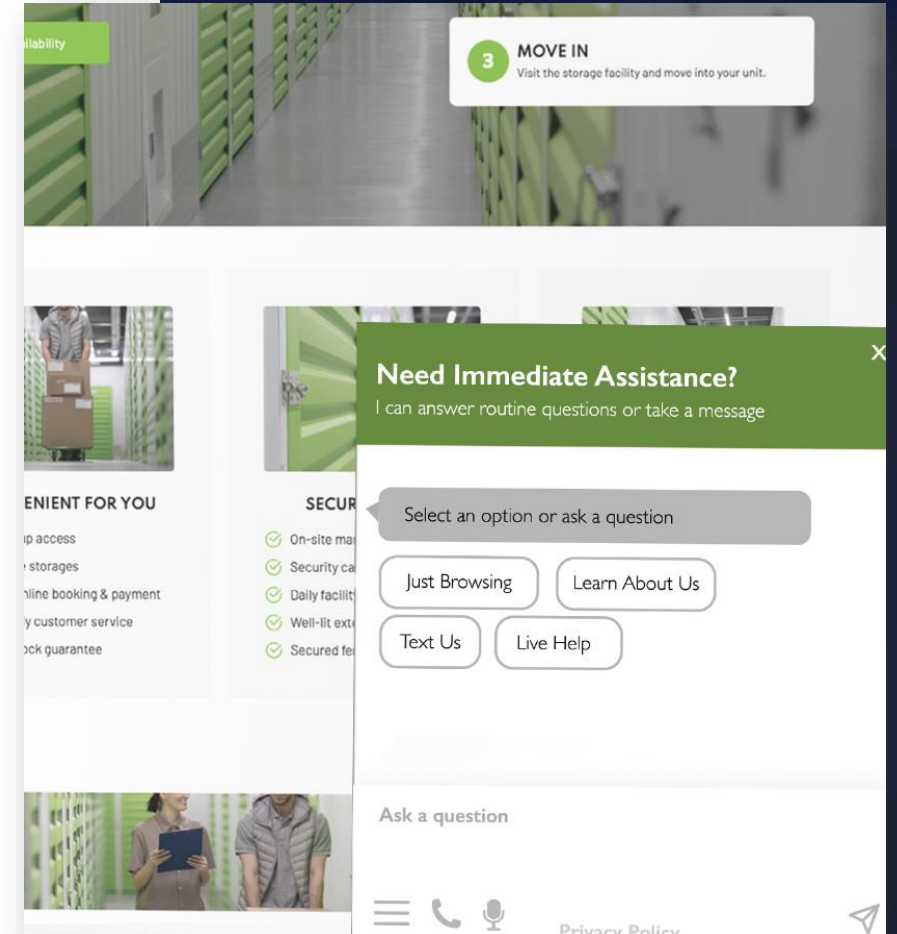 ilability
3
MOVE IN
Visit the storage facility and move into your unit.
ENIENT FOR YOU
p access
storages
nline booking & payment
y customer service
ock guarantee
SECUR
On-site ma
Security ca
Daily facilit
Well-lit exte
Secured fe
X
Need Immediate Assistance?
I can answer routine questions or take a message
Select an option or ask a question
Just Browsing
Learn About Us
Text Us
Live Help
Ask a question
Privacy Policy